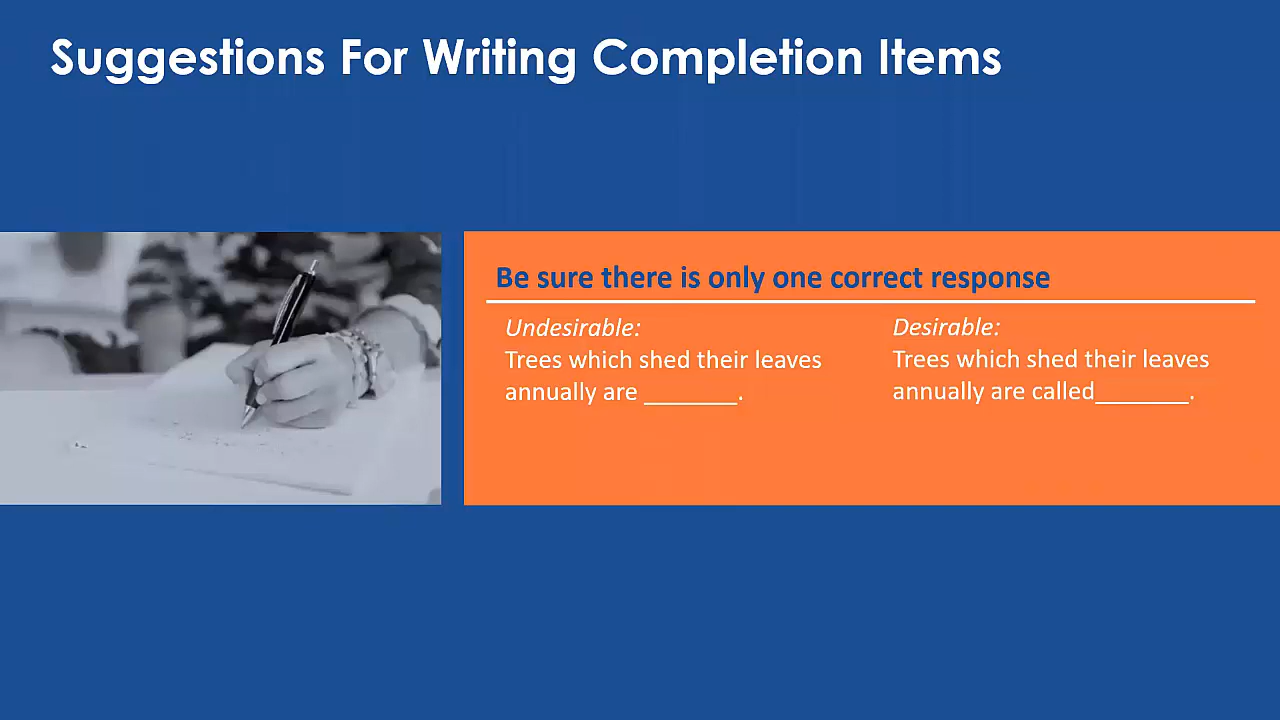 Suggestions For Writing Completion Items
Be sure there is only one correct response
Undesirable:
Trees which shed their leaves
annually are _______.
Desirable:
Trees which shed their leaves
annually are called_______.